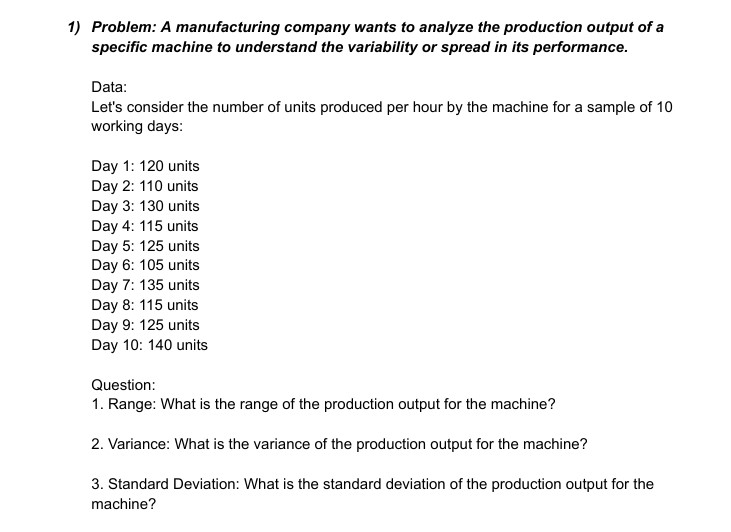 1) Problem: A manufacturing company wants to analyze the production output of a
specific machine to understand the variability or spread in its performance.
Data:
Let's consider the number of units produced per hour by the machine for a sample of 10
working days:
Day 1: 120 units
Day 2: 110 units
Day 3: 130 units
Day 4: 115 units
Day 5: 125 units
Day 6: 105 units
Day 7: 135 units
Day 8: 115 units
Day 9: 125 units
Day 10: 140 units
Question:
1. Range: What is the range of the production output for the machine?
2. Variance: What is the variance of the production output for the machine?
3. Standard Deviation: What is the standard deviation of the production output for the
machine?